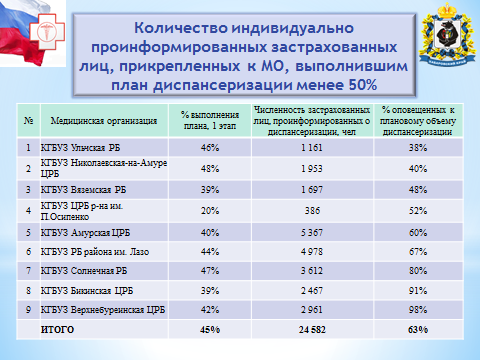 Количество индивидуально
проинформированных застрахованных
лиц, прикрепленных к МО, выполнившим
план диспансеризации менее 50%
№ Медицинская организация % выполнения плана, 1 этап Численность застрахованных лиц, проинформированных о диспансеризации, чел % оповещенных к плановому объему диспансеризации
1 КГБУЗ Ульчская РБ 46% 1 161 38%
2 КГБУЗ Николаевская-на-Амуре ЦРБ 48% 1 953 40%
3 КГБУЗ Вяземская РБ 39% 1 697 48%
4 КГБУЗ ЦРБ р-на им. П.Осипенко 20% 386 52%
5 КГБУЗ Амурская ЦРБ 40% 5 367 60%
6 КГБУЗ РБ района им. Лазо 44% 4 978 67%
7 КГБУЗ Солнечная РБ 47% 3 612 80%
8 КГБУЗ Бикинская ЦРБ 39% 2 467 91%
9 КГБУЗ Верхнебуреинская ЦРБ 42% 2 961 98%
ИТОГО 45% 24 582 63%